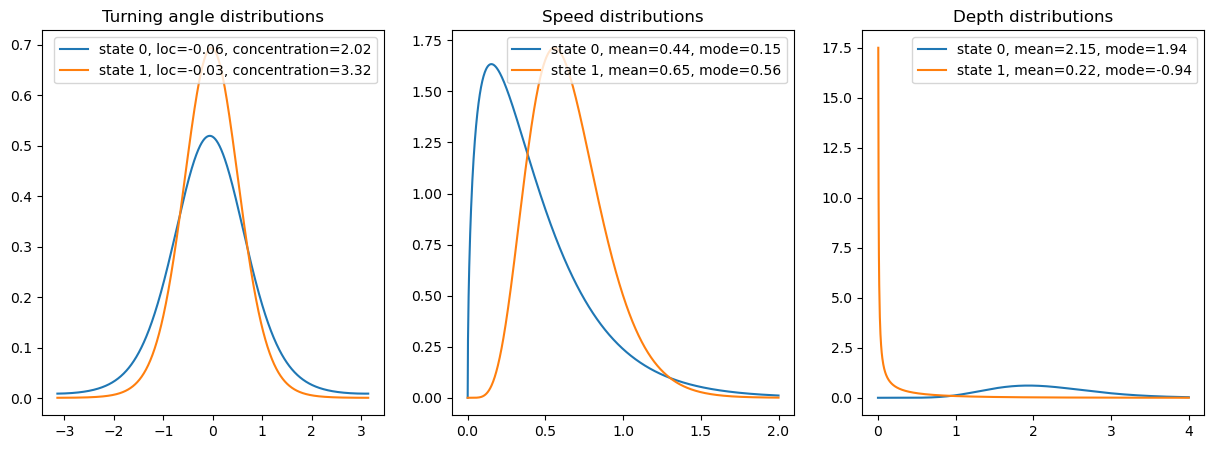 Turning angle distributions
state 0, loc=-0.06, concentration=2.02
state 1, loc=-0.03, concentration=3.32
0.7
0.6
0.5
0.4
0.3
0.2
0.1
0.0
−3 −2 −1 0 1 2 3
Speed distributions
state 0, mean=0.44, mode=0.15
state 1, mean=0.65, mode=0.56
1.75
1.50
1.25
1.00
0.75
0.50
0.25
0.00
0.0 0.5 1.0 1.5 2.0
Depth distributions
state 0, mean=2.15, mode=1.94
state 1, mean=0.22, mode=-0.94
17.5
15.0
12.5
10.0
7.5
5.0
2.5
0.0
0 1 2 3 4